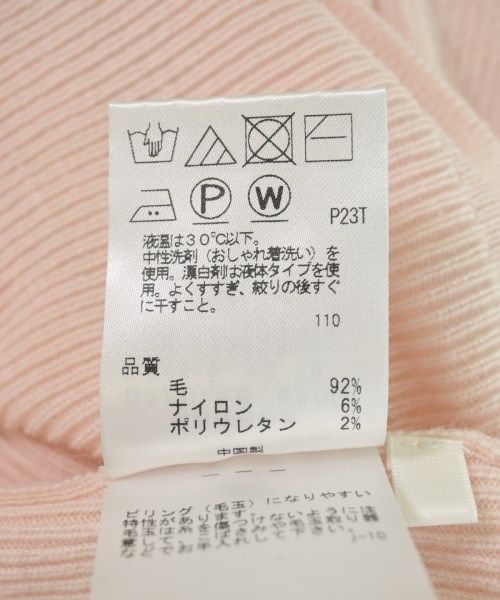 P W P23T
液温は30℃以下。
中性洗剤（おしゃれ着洗い）を
使用。漂白剤は液体タイプを使
用。よくすすぎ、絞りの後すぐ
に干すこと。
110
品質
毛 92%
ナイロン 6%
ポリウレタン 2%
中国製
ピリング（毛玉）になりやすい
J-10